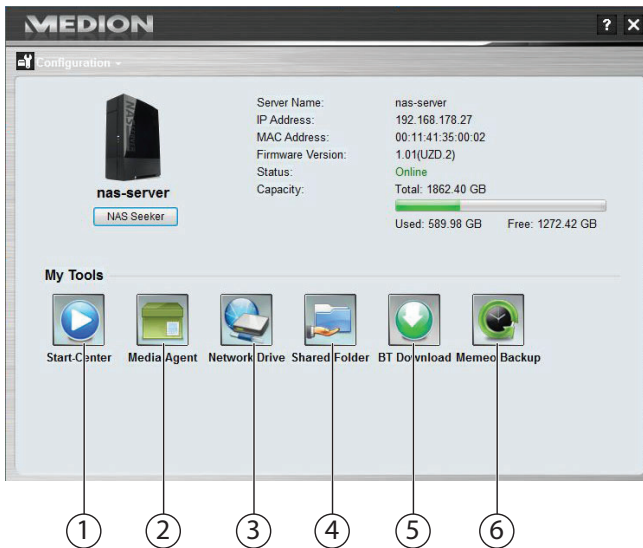 MEDION
? X
Configuration
Server Name: nas-server
IP Address: 192.168.178.27
MAC Address: 00:11:41:35:00:02
Firmware Version: 1.01(UZD.2)
Status: Online
Capacity: Total: 1862.40 GB
Used: 589.98 GB Free: 1272.42 GB
nas-server
NAS Seeker
My Tools
Start-Center Media Agent Network Drive Shared Folder BT Download Memeo Backup
1 2 3 4 5 6